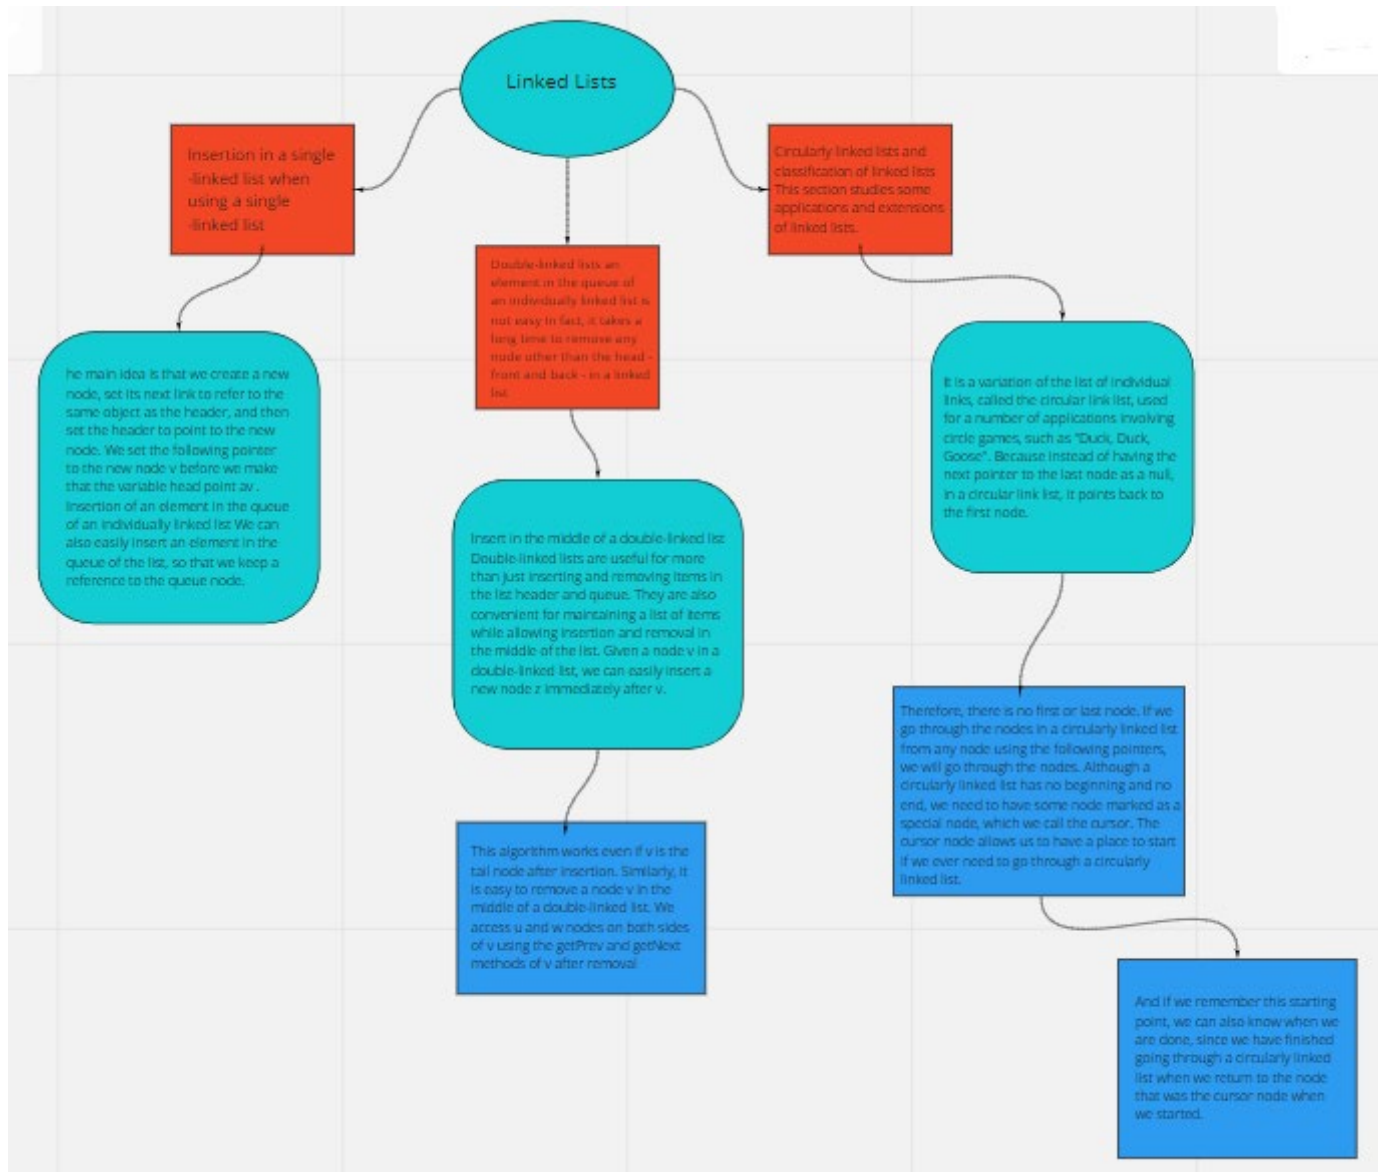 Linked Lists
Insertion in a single
-linked list when
using a single
-linked list
he main idea is that we create a new
node, set its next link to refer to the
same object as the header, and then
set the header to point to the new
node. We set the following pointer
to the new node v before we make
that the variable head point av .
Insertion of an element in the queue
of an individually linked list We can
also easily insert an element in the
queue of the list, so that we keep a
reference to the queue node.
Double-linked lists an
element in the queue of
an individually linked list is
not easy in fact, it takes a
long time to remove any
node other than the head -
front and back - in a linked
list
Insert in the middle of a double-linked list
Double-linked lists are useful for more
than just inserting and removing items in
the list header and queue. They are also
convenient for maintaining a list of items
while allowing insertion and removal in
the middle of the list. Given a node v in a
double-linked list, we can easily insert a
new node z immediately after v.
This algorithm works even if v is the
tail node after insertion. Similarly, it
is easy to remove a node v in the
middle of a double-linked list. We
access u and w nodes on both sides
of v using the getPrev and getNext
methods of v after removal
Circularly linked lists and
classification of linked lists
This section studies some
applications and extensions
of linked lists.
It is a variation of the list of individual
links, called the circular link list, used
for a number of applications involving
circle games, such as "Duck, Duck,
Goose". Because instead of having the
next pointer to the last node as a null,
in a circular link list, it points back to
the first node.
Therefore, there is no first or last node. If we
go through the nodes in a circularly linked list
from any node using the following pointers,
we will go through the nodes. Although a
circularly linked list has no beginning and no
end, we need to have some node marked as a
special node, which we call the cursor. The
cursor node allows us to have a place to start
if we ever need to go through a circularly
linked list.
And if we remember this starting
point, we can also know when we
are done, since we have finished
going through a circularly linked
list when we return to the node
that was the cursor node when
we started.